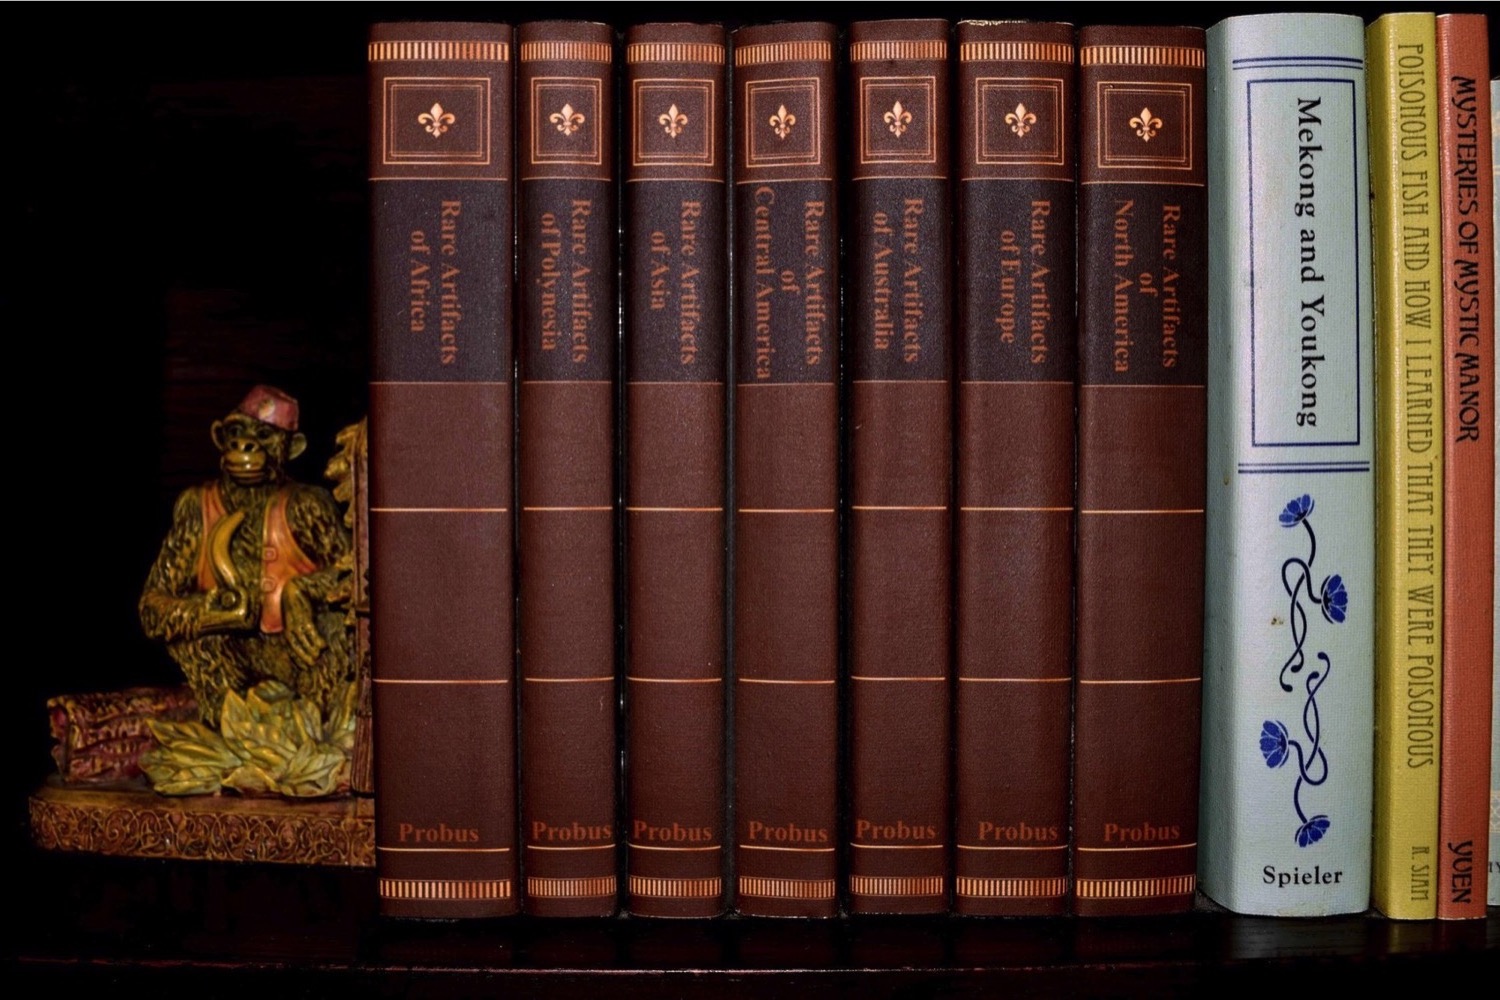 Rare Artifacts
of Africa
Probus
Rare Artifacts
of Polynesia
Probus
Rare Artifacts
of Asia
Probus
Rare Artifacts
of
Central America
Probus
Rare Artifacts
of Australia
Probus
Rare Artifacts
of Europe
Probus
Rare Artifacts
of
North America
Probus
Mekong and Youkong
Spieler
POISONOUS FISH AND HOW I LEARNED THAT THEY WERE POISONOUS
MYSTERIES OF MYSTIC MANOR
YUEN